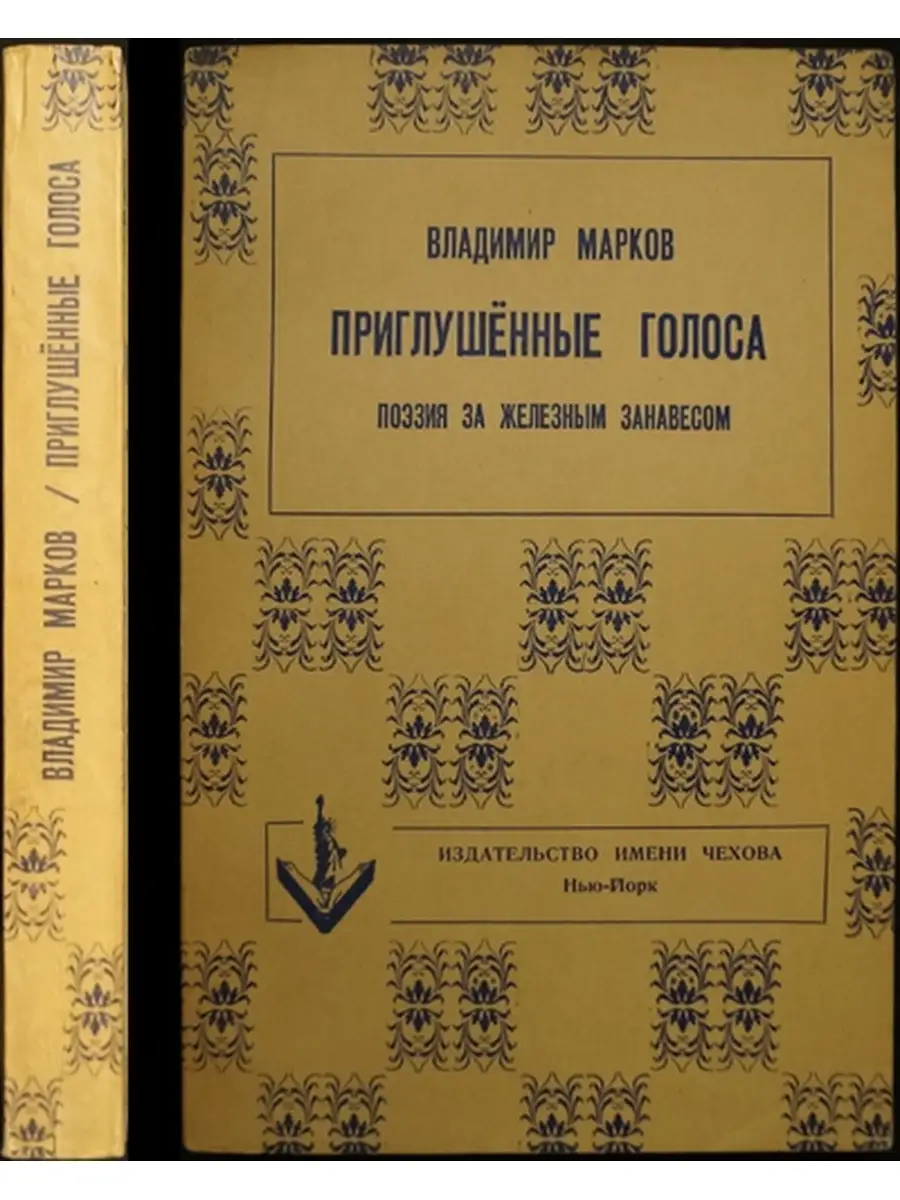 ВЛАДИМИР МАРКОВ / ПРИГЛУШЁННЫЕ ГОЛОСА
ВЛАДИМИР МАРКОВ
ПРИГЛУШЁННЫЕ ГОЛОСА
ПОЭЗИЯ ЗА ЖЕЛЕЗНЫМ ЗАНАВЕСОМ
ИЗДАТЕЛЬСТВО ИМЕНИ ЧЕХОВА
Нью-Йорк